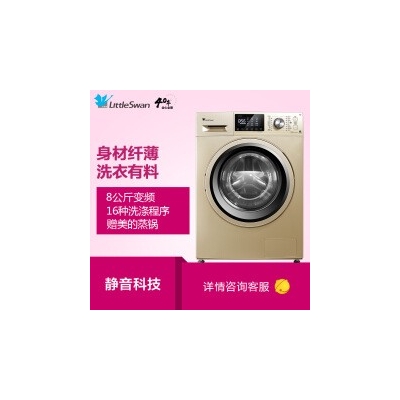 LittleSwan
身材纤薄
洗衣有料
8公斤变频
16种洗涤程序
赠美的蒸锅
静音科技
详情咨询客服